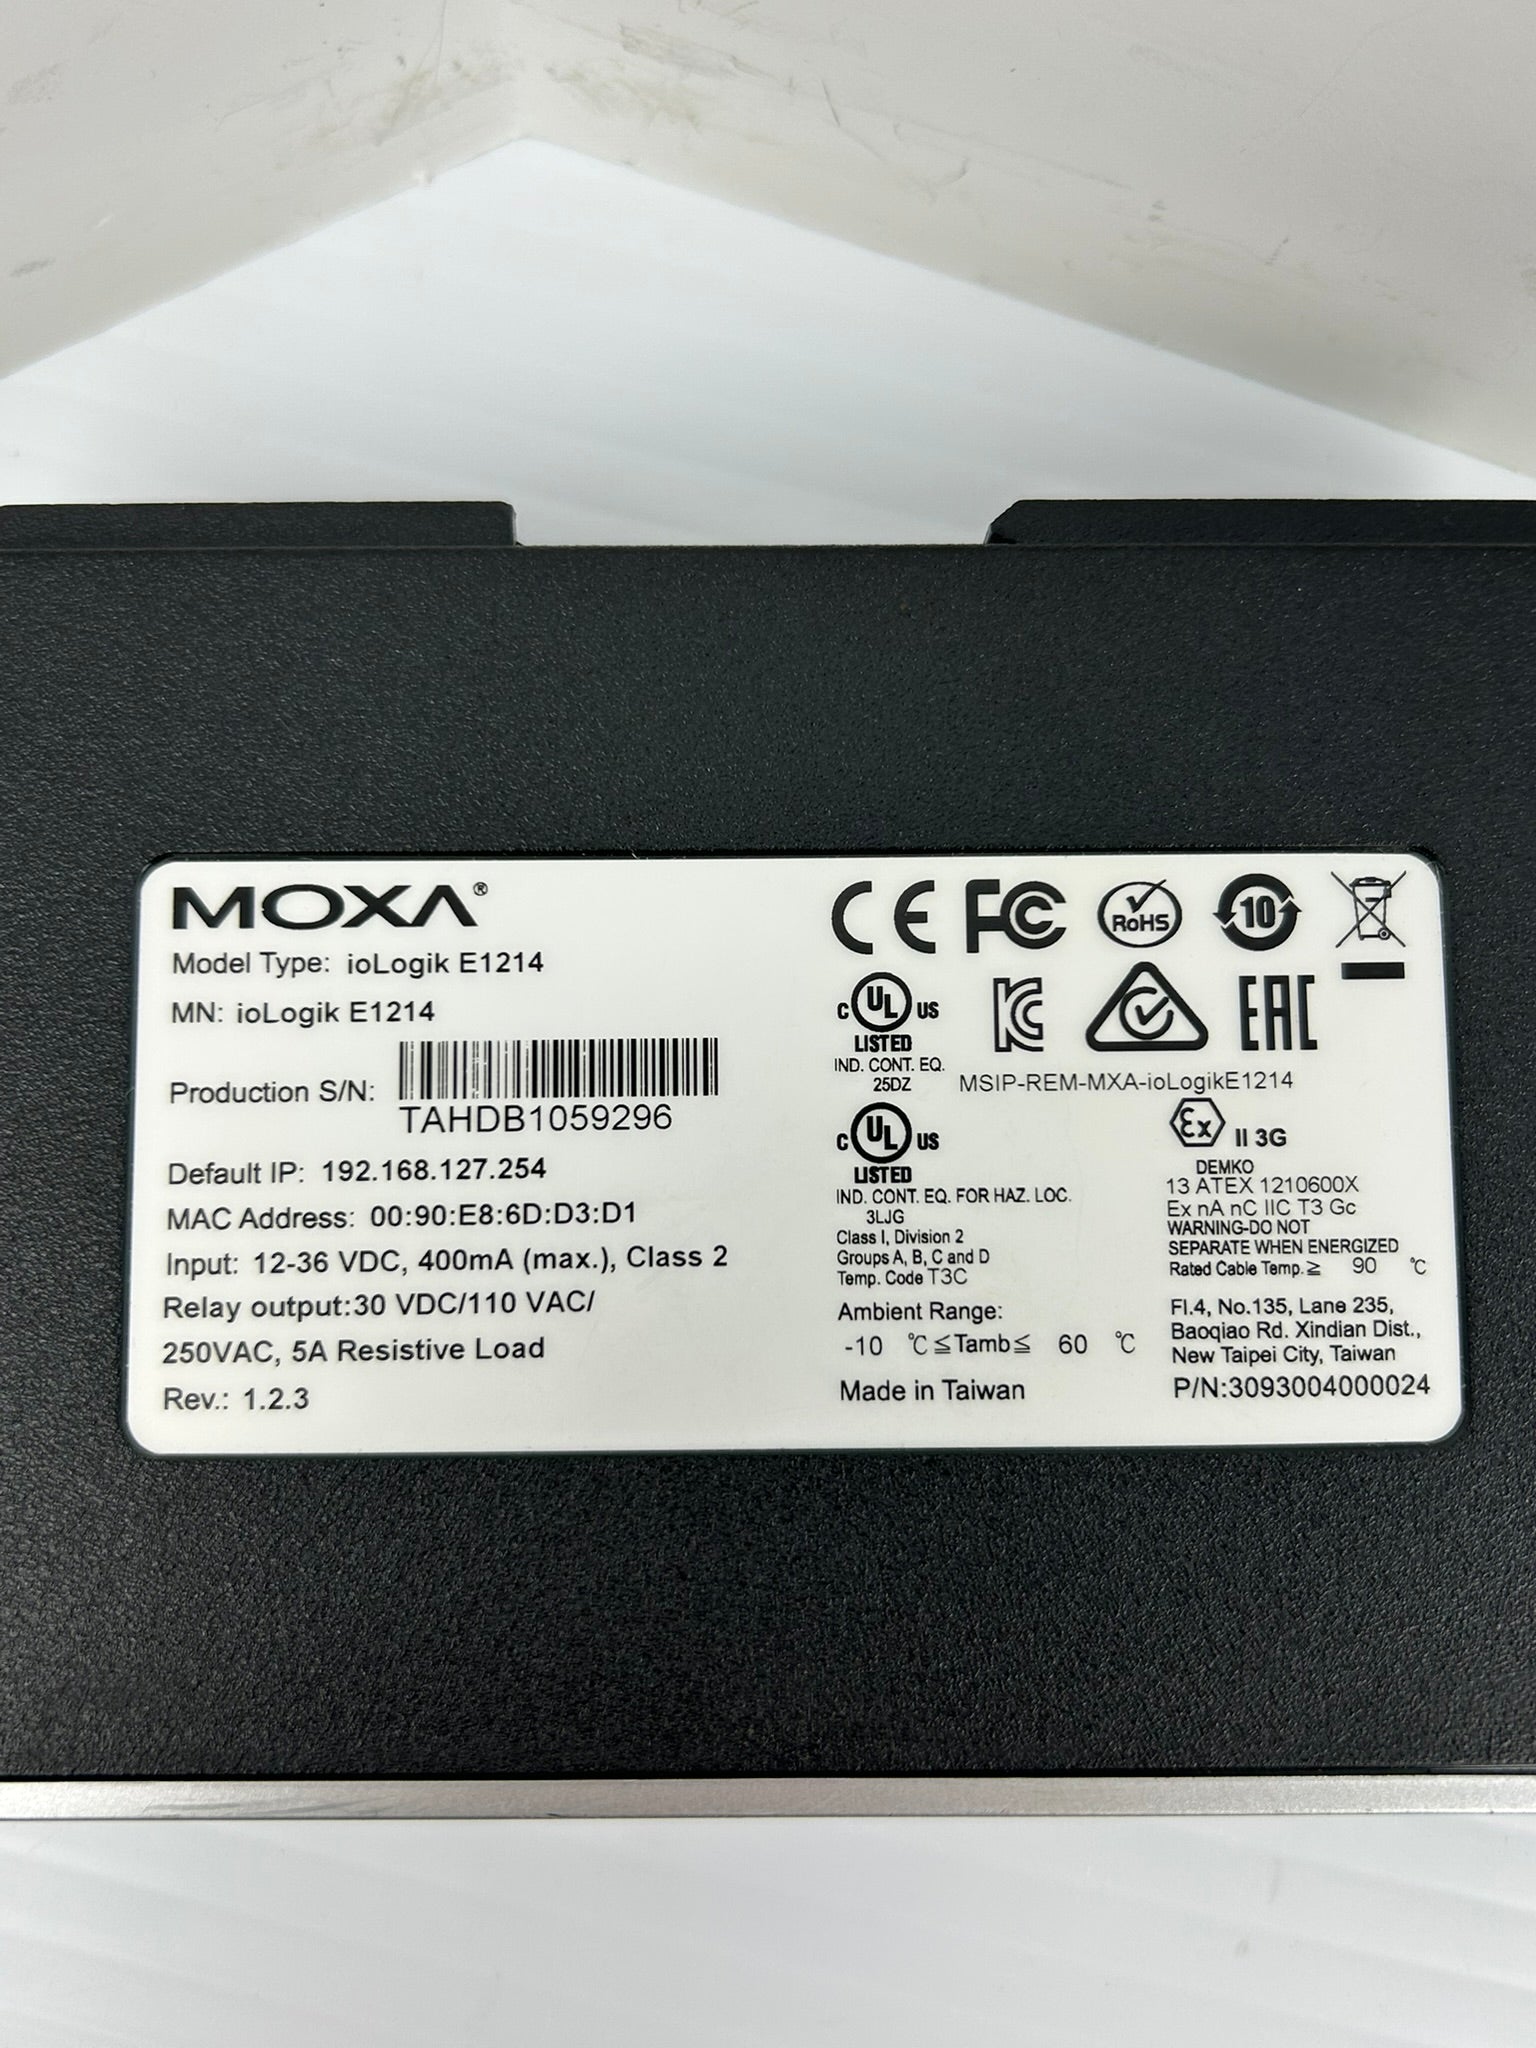 MOXA®
Model Type: ioLogik E1214
MN: ioLogik E1214
Production S/N:
TAHDB1059296
Default IP: 192.168.127.254
MAC Address: 00:90:E8:6D:D3:D1
Input: 12-36 VDC, 400mA (max.), Class 2
Relay output:30 VDC/110 VAC/
250VAC, 5A Resistive Load
Rev.: 1.2.3
CE FC RoHS 10
C UL US
LISTED
IND. CONT. EQ.
25DZ
KC EAC
MSIP-REM-MXA-ioLogikE1214
C UL US
LISTED
IND. CONT. EQ. FOR HAZ. LOC.
3LJG
Class I, Division 2
Groups A, B, C and D
Temp. Code T3C
Ambient Range:
-10 °C≦Tamb≦ 60 °C
Made in Taiwan
Ex II 3G
DEMKO
13 ATEX 1210600X
Ex nA nC IIC T3 Gc
WARNING-DO NOT
SEPARATE WHEN ENERGIZED
Rated Cable Temp.≧ 90 °C
Fl.4, No.135, Lane 235,
Baoqiao Rd. Xindian Dist.,
New Taipei City, Taiwan
P/N:3093004000024